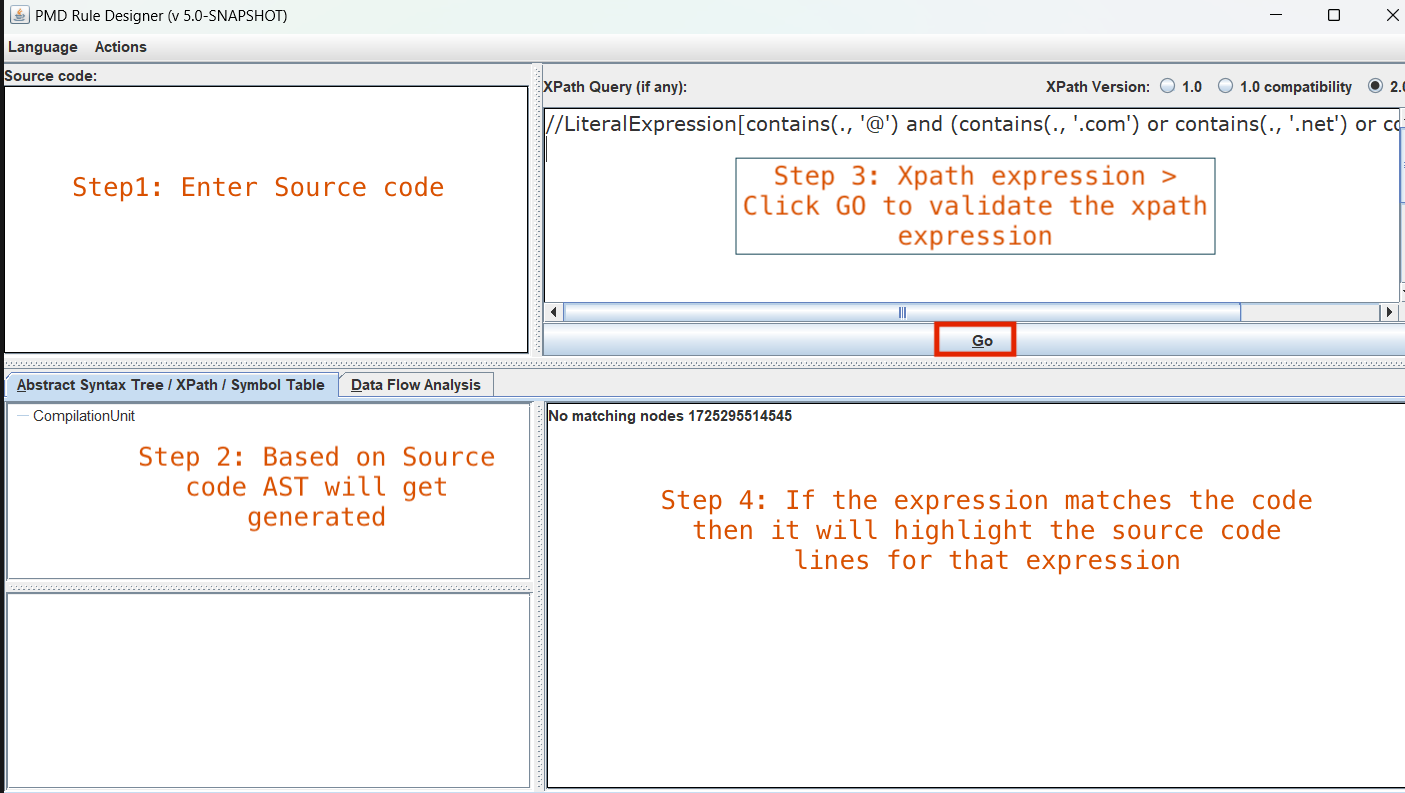 PMD Rule Designer (v 5.0-SNAPSHOT)
Language Actions
Source code:
Step1: Enter Source code
XPath Query (if any):
XPath Version: 1.0 1.0 compatibility 2.0
//LiteralExpression[contains(., '@') and (contains(., '.com') or contains(., '.net') or co
Step 3: Xpath expression >
Click GO to validate the xpath
expression
Go
Abstract Syntax Tree / XPath / Symbol Table
Data Flow Analysis
CompilationUnit
Step 2: Based on Source
code AST will get
generated
No matching nodes 1725295514545
Step 4: If the expression matches the code
then it will highlight the source code
lines for that expression